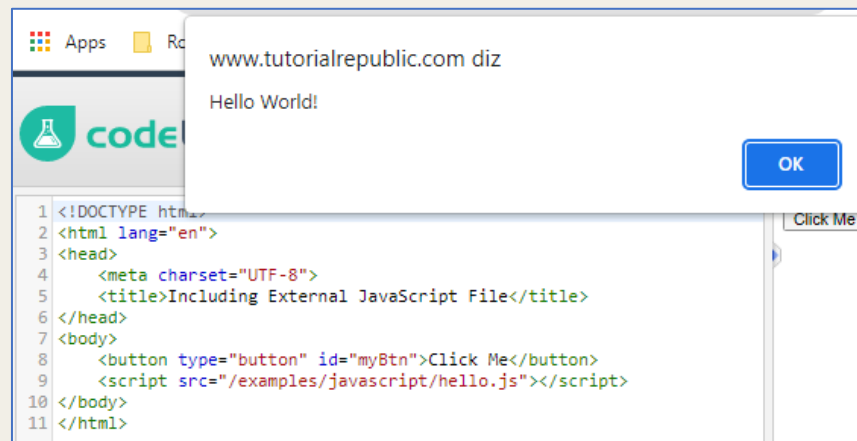 Apps Ro
www.tutorialrepublic.com diz
Hello World!
OK
code
Click Me
1 <!DOCTYPE html>
2 <html lang="en">
3 <head>
4 <meta charset="UTF-8">
5 <title>Including External JavaScript File</title>
6 </head>
7 <body>
8 <button type="button" id="myBtn">Click Me</button>
9 <script src="/examples/javascript/hello.js"></script>
10 </body>
11 </html>